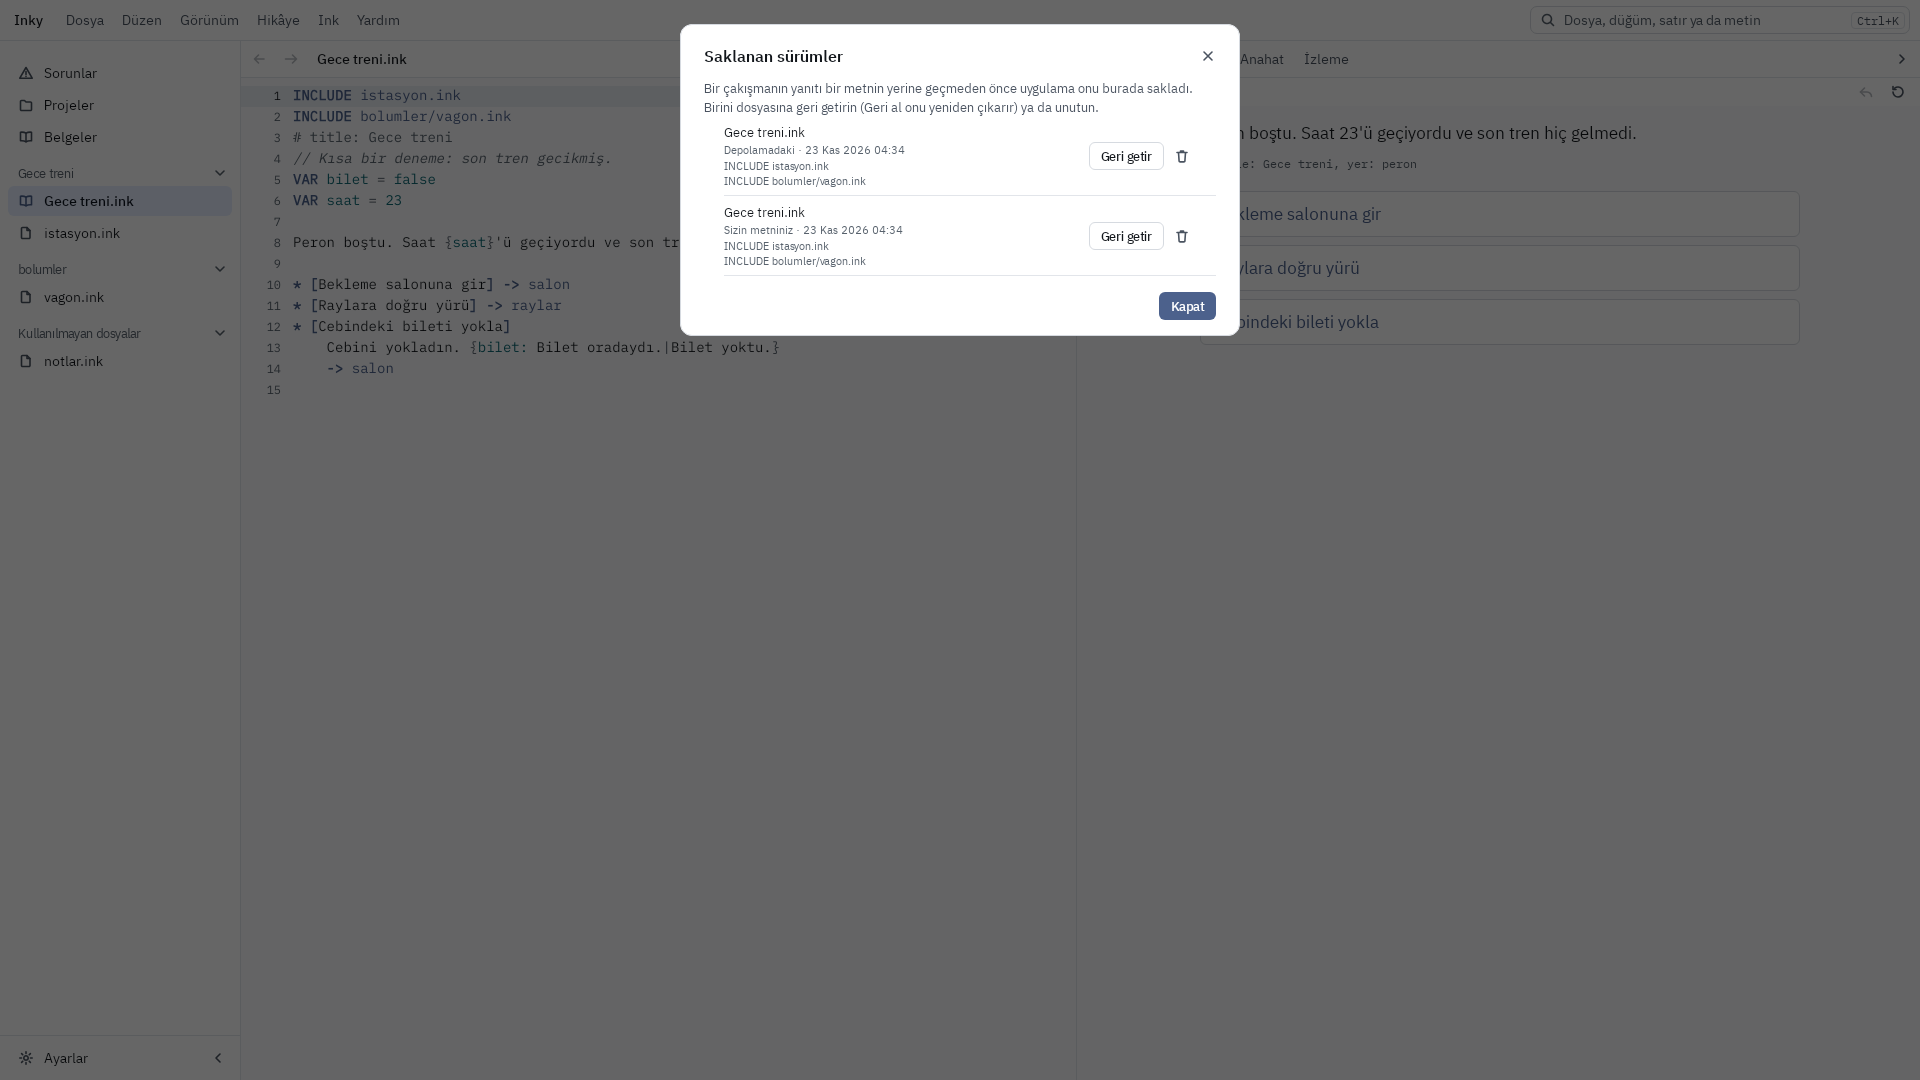 Inky Dosya Düzen Görünüm Hikâye Ink Yardım
Dosya, düğüm, satır ya da metin Ctrl+K
Sorunlar
Projeler
Belgeler
Gece treni
Gece treni.ink
istasyon.ink
bolumler
vagon.ink
Kullanılmayan dosyalar
notlar.ink
Ayarlar
Gece treni.ink
1 INCLUDE istasyon.ink
2 INCLUDE bolumler/vagon.ink
3 # title: Gece treni
4 // Kısa bir deneme: son tren gecikmiş.
5 VAR bilet = false
6 VAR saat = 23
7
8 Peron boştu. Saat {saat}'ü geçiyordu ve son tr
9
10 * [Bekleme salonuna gir] -> salon
11 * [Raylara doğru yürü] -> raylar
12 * [Cebindeki bileti yokla]
13 Cebini yokladın. {bilet: Bilet oradaydı.|Bilet yoktu.}
14 -> salon
15
Saklanan sürümler
Bir çakışmanın yanıtı bir metnin yerine geçmeden önce uygulama onu burada sakladı.
Birini dosyasına geri getirin (Geri al onu yeniden çıkarır) ya da unutun.
Gece treni.ink
Depolamadaki · 23 Kas 2026 04:34
INCLUDE istasyon.ink
INCLUDE bolumler/vagon.ink
Geri getir
Gece treni.ink
Sizin metniniz · 23 Kas 2026 04:34
INCLUDE istasyon.ink
INCLUDE bolumler/vagon.ink
Geri getir
Kapat
Anahat İzleme
boştu. Saat 23'ü geçiyordu ve son tren hiç gelmedi.
e: Gece treni, yer: peron
kleme salonuna gir
ylara doğru yürü
bindeki bileti yokla